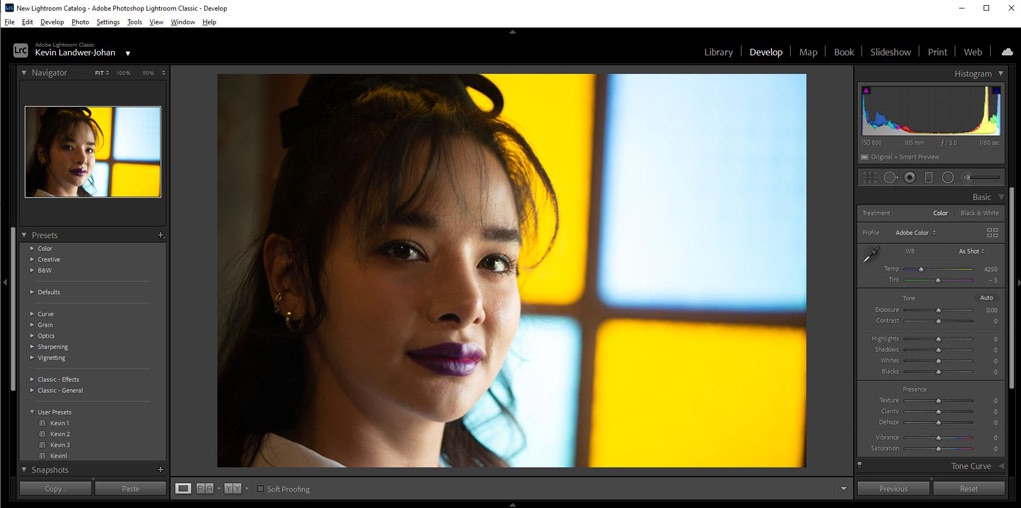 New Lightroom Catalog - Adobe Photoshop Lightroom Classic - Develop
File Edit Develop Photo Settings Tools View Window Help
LrC
Adobe Lightroom Classic
Kevin Landwer-Johan
Library | Develop | Map | Book | Slideshow | Print | Web
Navigator FIT 100% 50%
Presets +
Color
Creative
B&W
Defaults
Curve
Grain
Optics
Sharpening
Vignetting
Classic - Effects
Classic - General
User Presets
Kevin 1
Kevin 2
Kevin 3
Kevin1
Snapshots +
Copy... Paste
Soft Proofing
Histogram
ISO 800 105 mm f / 3.0 1/80 sec
Original + Smart Preview
Basic
Treatment : Color Black & White
Profile : Adobe Color
WB : As Shot
Temp 4250
Tint - 3
Tone Auto
Exposure 0.00
Contrast 0
Highlights 0
Shadows 0
Whites 0
Blacks 0
Presence
Texture 0
Clarity 0
Dehaze 0
Vibrance 0
Saturation 0
Tone Curve
Previous Reset